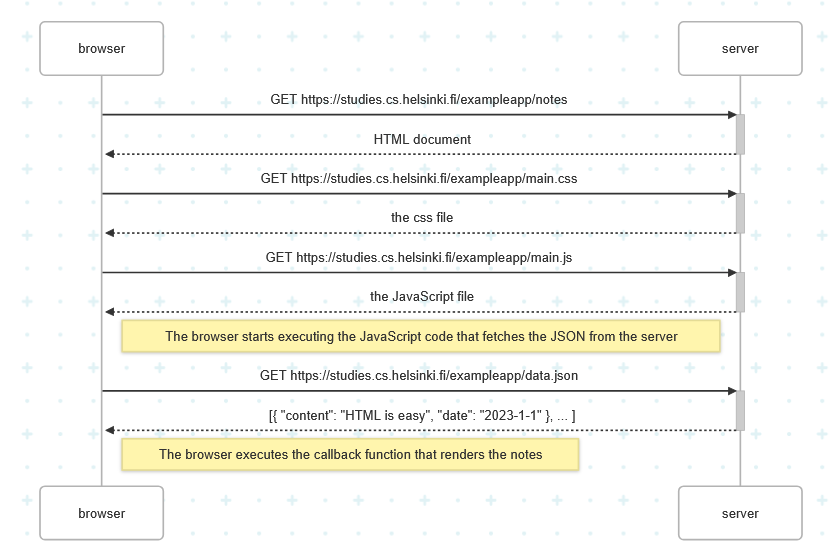 browser
server
GET https://studies.cs.helsinki.fi/exampleapp/notes
HTML document
GET https://studies.cs.helsinki.fi/exampleapp/main.css
the css file
GET https://studies.cs.helsinki.fi/exampleapp/main.js
the JavaScript file
The browser starts executing the JavaScript code that fetches the JSON from the server
GET https://studies.cs.helsinki.fi/exampleapp/data.json
[{ "content": "HTML is easy", "date": "2023-1-1" }, ... ]
The browser executes the callback function that renders the notes
browser
server